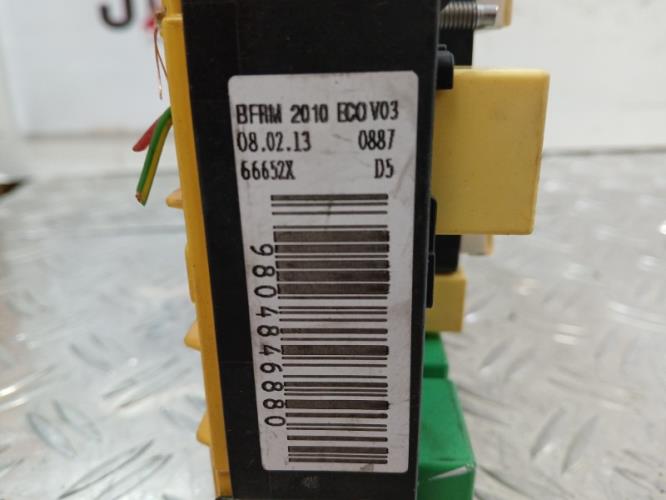 BFRM 2010 ECO V03
08.02.13 0887
66652X D5
9804846880